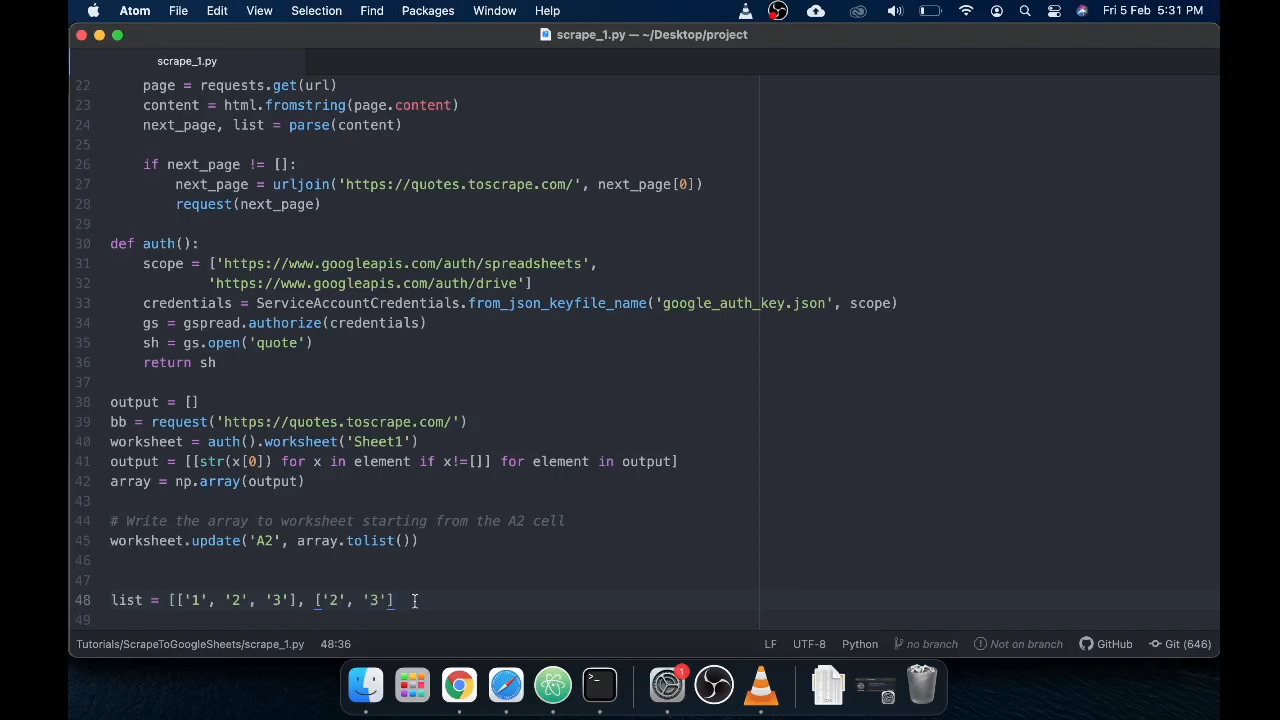 Atom File Edit View Selection Find Packages Window Help Fri 5 Feb 5:31 PM
scrape_1.py — ~/Desktop/project
scrape_1.py
22 page = requests.get(url)
23 content = html.fromstring(page.content)
24 next_page, list = parse(content)
25
26 if next_page != []:
27 next_page = urljoin('https://quotes.toscrape.com/', next_page[0])
28 request(next_page)
29
30 def auth():
31 scope = ['https://www.googleapis.com/auth/spreadsheets',
32 'https://www.googleapis.com/auth/drive']
33 credentials = ServiceAccountCredentials.from_json_keyfile_name('google_auth_key.json', scope)
34 gs = gspread.authorize(credentials)
35 sh = gs.open('quote')
36 return sh
37
38 output = []
39 bb = request('https://quotes.toscrape.com/')
40 worksheet = auth().worksheet('Sheet1')
41 output = [[str(x[0]) for x in element if x!=[]] for element in output]
42 array = np.array(output)
43
44 # Write the array to worksheet starting from the A2 cell
45 worksheet.update('A2', array.tolist())
46
47
48 list = [['1', '2', '3'], ['2', '3']
49
Tutorials/ScrapeToGoogleSheets/scrape_1.py 48:36 LF UTF-8 Python no branch Not on branch GitHub Git (646)
1